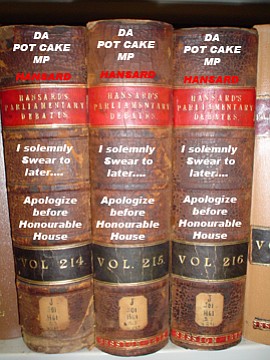 DA
POT CAKE
MP
HANSARD
HANSARD'S
PARLIAMENTARY
DEBATES
I solemnly
Swear to
later....
Apologize
before
Honourable
House
VOL 214.
DA
POT CAKE
MP
HANSARD
HANSARD'S
PARLIAMENTARY
DEBATES
I solemnly
Swear to
later....
Apologize
before
Honourable
House
VOL. 215.
SESSION
DA
POT CAKE
MP
HANSARD
HANSARD'S
PARLIAMENTARY
DEBATES
I solemnly
Swear to
later....
Apologize
before
Honourable
House
VOL. 216
SESSION